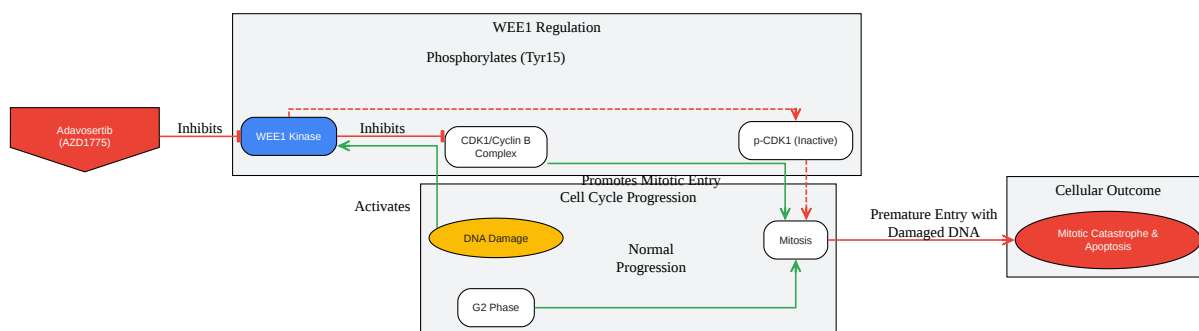 WEE1 Regulation
Phosphorylates (Tyr15)
Adavosertib
(AZD1775)
Inhibits
WEE1 Kinase
Inhibits
CDK1/Cyclin B
Complex
p-CDK1 (Inactive)
Promotes Mitotic Entry
Cell Cycle Progression
Activates
DNA Damage
Normal
Progression
Mitosis
G2 Phase
Premature Entry with
Damaged DNA
Cellular Outcome
Mitotic Catastrophe &
Apoptosis